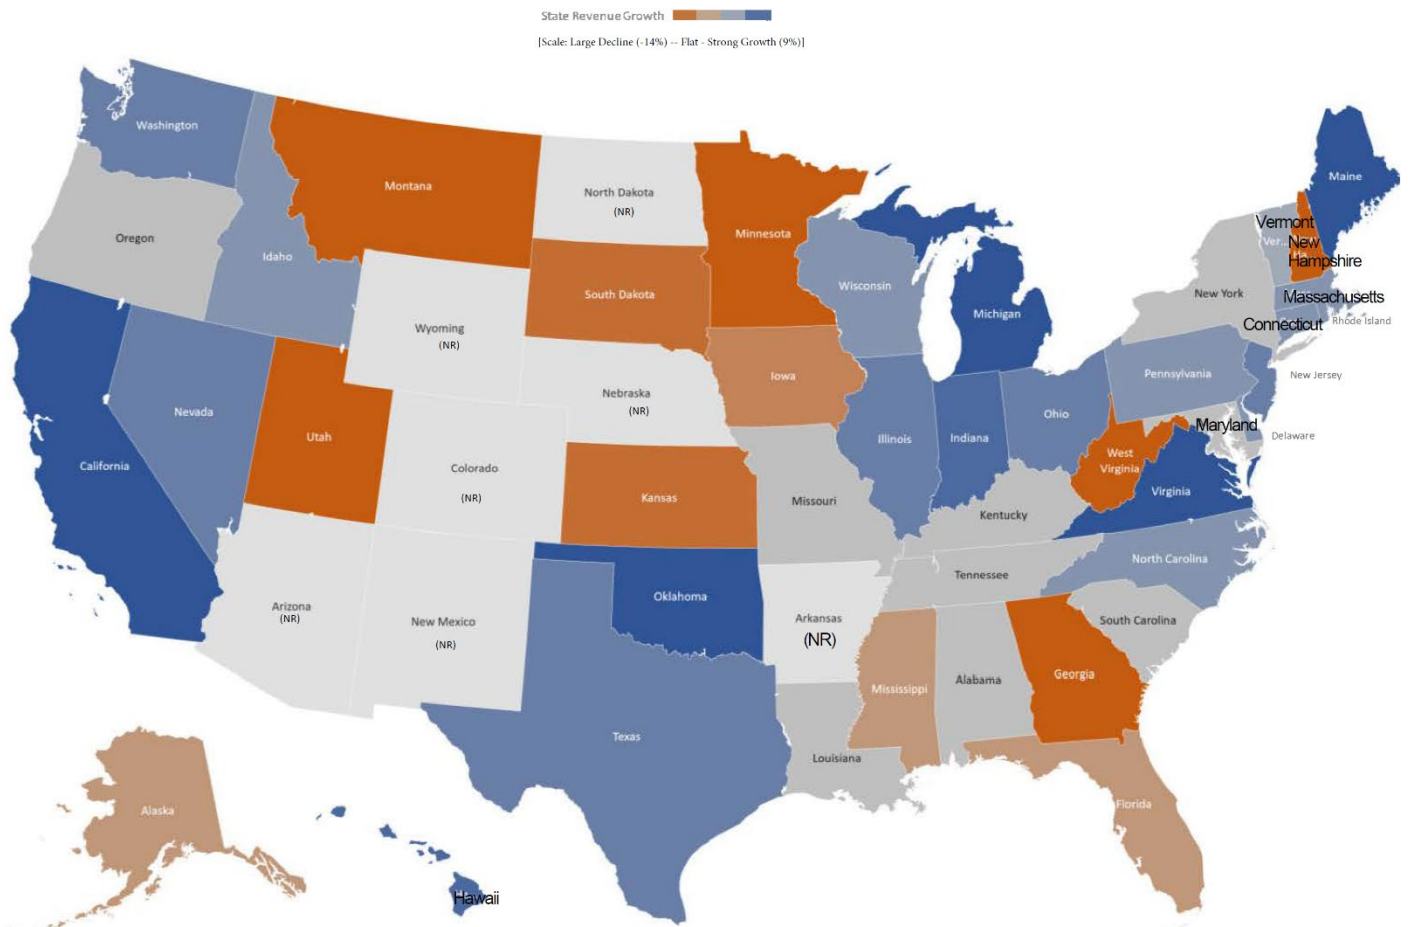 State Revenue Growth
[Scale: Large Decline (-14%) -- Flat - Strong Growth (9%)]
Washington
Montana
North Dakota
(NR)
Minnesota
Maine
Oregon
Idaho
Wyoming
(NR)
South Dakota
Wisconsin
Michigan
New York
Vermont
Ver...
New
Hampshire
Massachusetts
Connecticut
Rhode Island
Nevada
Utah
Colorado
(NR)
Nebraska
(NR)
Iowa
Illinois
Indiana
Ohio
Pennsylvania
New Jersey
Maryland
Delaware
California
Kansas
Missouri
Kentucky
West
Virginia
Virginia
Arizona
(NR)
New Mexico
(NR)
Oklahoma
Arkansas
(NR)
Tennessee
North Carolina
South Carolina
Texas
Louisiana
Mississippi
Alabama
Georgia
Florida
Alaska
Hawaii